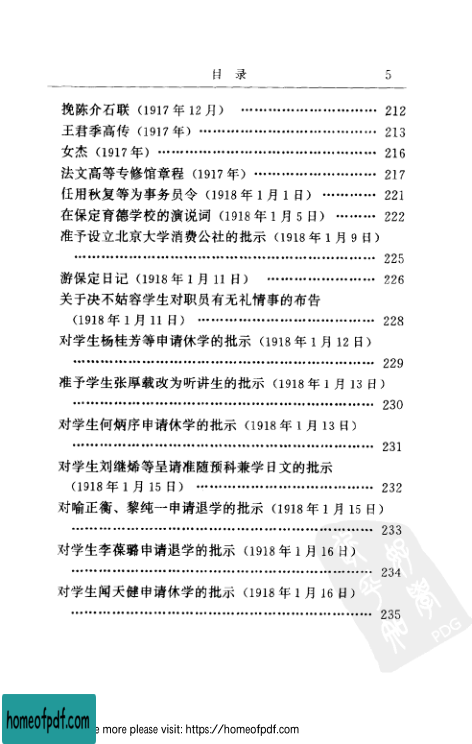 目 录 5
挽陈介石联（1917 年 12 月） ………………………… 212
王君季高传（1917 年）………………………………… 213
女杰（1917 年）………………………………………… 216
法文高等专修馆章程（1917 年）……………………… 217
任用秋复等为事务员令（1918 年 1 月 1 日） ………… 221
在保定育德学校的演说词（1918 年 1 月 5 日）……… 222
准予设立北京大学消费公社的批示（1918 年 1 月 9 日）
………………………………………………………… 225
游保定日记（1918 年 1 月 11 日） …………………… 226
关于决不姑容学生对职员有无礼情事的布告
（1918 年 1 月 11 日） ………………………………… 228
对学生杨桂芳等申请休学的批示（1918 年 1 月 12 日）
………………………………………………………… 229
准予学生张厚载改为听讲生的批示（1918 年 1 月 13 日）
………………………………………………………… 230
对学生何炳序申请休学的批示（1918 年 1 月 13 日）
………………………………………………………… 231
对学生刘继烯等呈请准随预科兼学日文的批示
（1918 年 1 月 15 日） ………………………………… 232
对喻正衡、黎纯一申请退学的批示（1918 年 1 月 15 日）
………………………………………………………… 233
对学生李葆璐申请退学的批示（1918 年 1 月 16 日）
………………………………………………………… 234
对学生闻天健申请休学的批示（1918 年 1 月 16 日）
………………………………………………………… 235
PDG
homeofpdf.com
e more please visit: https://homeofpdf.com